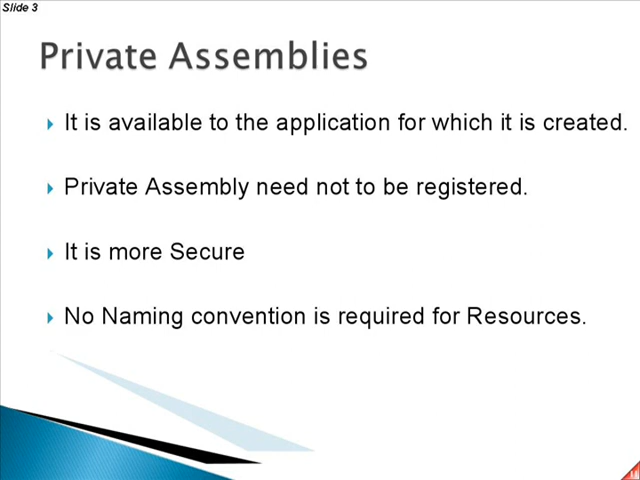 Slide 3
Private Assemblies
It is available to the application for which it is created.
Private Assembly need not to be registered.
It is more Secure
No Naming convention is required for Resources.